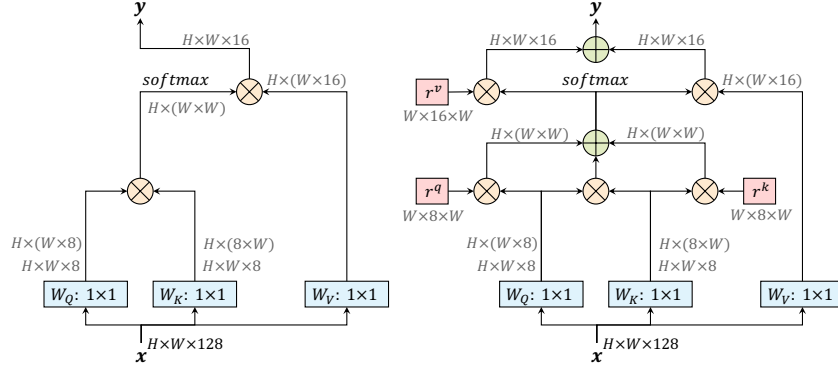 y
H×W×16
softmax
H×(W×16)
H×(W×W)
H×(W×8)
H×W×8
H×(8×W)
H×W×8
W_Q: 1×1
W_K: 1×1
W_V: 1×1
x
H×W×128
y
H×W×16
H×W×16
softmax
H×(W×16)
r^v
W×16×W
H×(W×W)
H×(W×W)
r^q
W×8×W
r^k
W×8×W
H×(W×8)
H×W×8
H×(8×W)
H×W×8
W_Q: 1×1
W_K: 1×1
W_V: 1×1
x
H×W×128